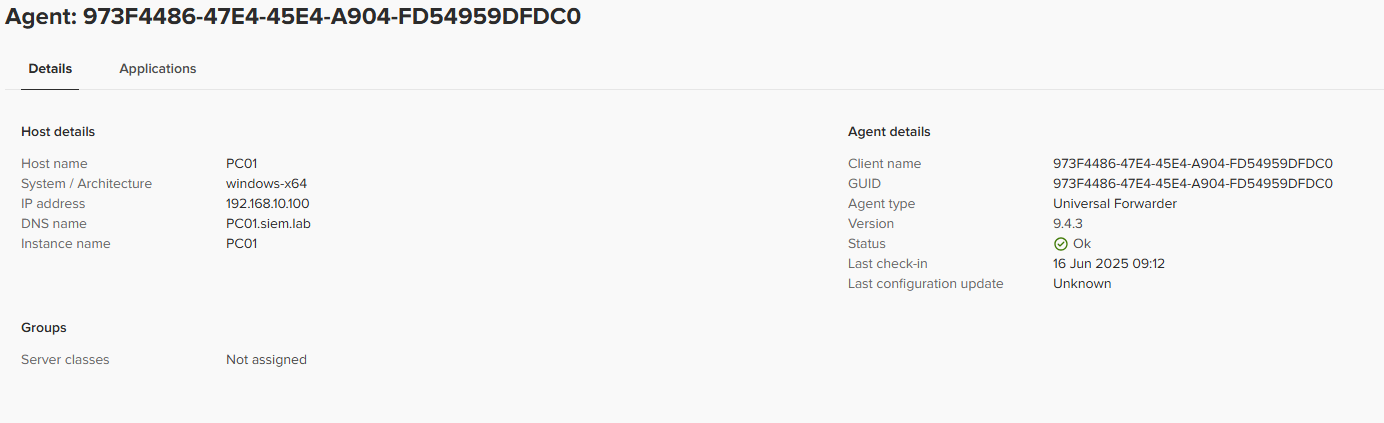 Agent: 973F4486-47E4-45E4-A904-FD54959DFDC0
Details Applications
Host details
Host name PC01
System / Architecture windows-x64
IP address 192.168.10.100
DNS name PC01.siem.lab
Instance name PC01
Agent details
Client name 973F4486-47E4-45E4-A904-FD54959DFDC0
GUID 973F4486-47E4-45E4-A904-FD54959DFDC0
Agent type Universal Forwarder
Version 9.4.3
Status Ok
Last check-in 16 Jun 2025 09:12
Last configuration update Unknown
Groups
Server classes Not assigned